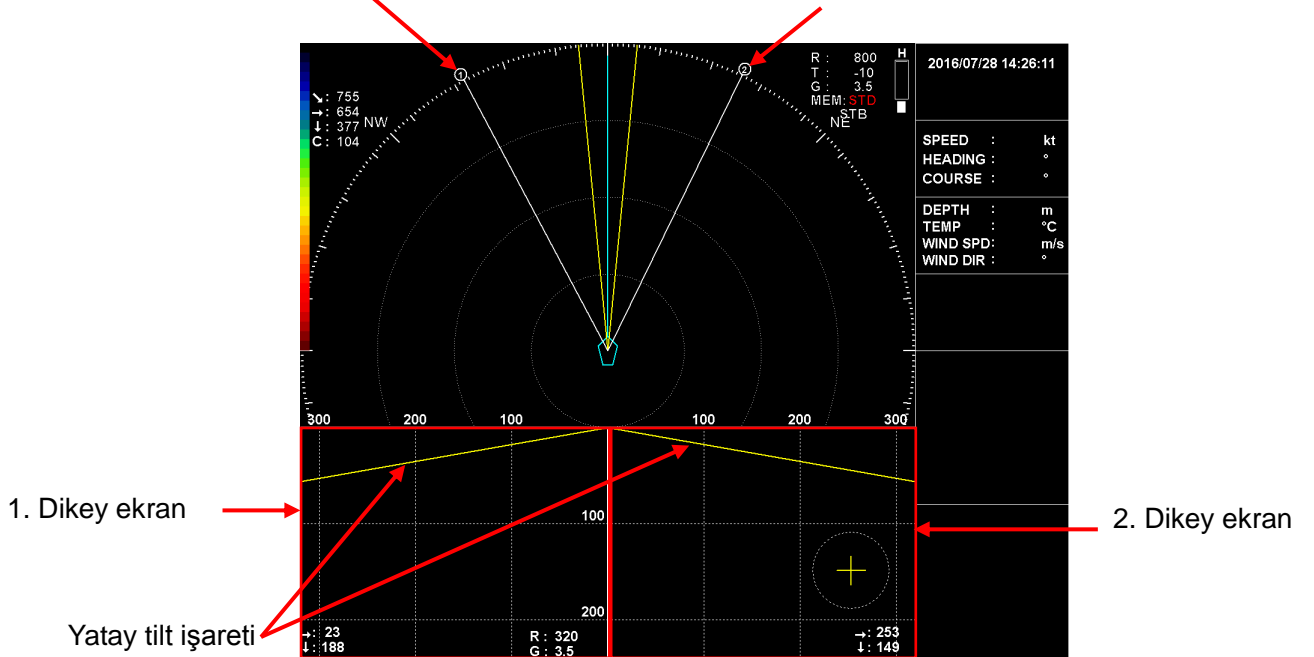 1
2
↘: 755
→: 654
↓: 377
C: 104
NW
R : 800
T : -10
G : 3.5
MEM: STD
STB
NE
H
2016/07/28 14:26:11
SPEED : kt
HEADING : °
COURSE : °
DEPTH : m
TEMP : °C
WIND SPD: m/s
WIND DIR : °
300 200 100 100 200 300
1. Dikey ekran
100
2. Dikey ekran
200
Yatay tilt işareti
→: 23
↓: 188
R : 320
G : 3.5
→: 253
↓: 149